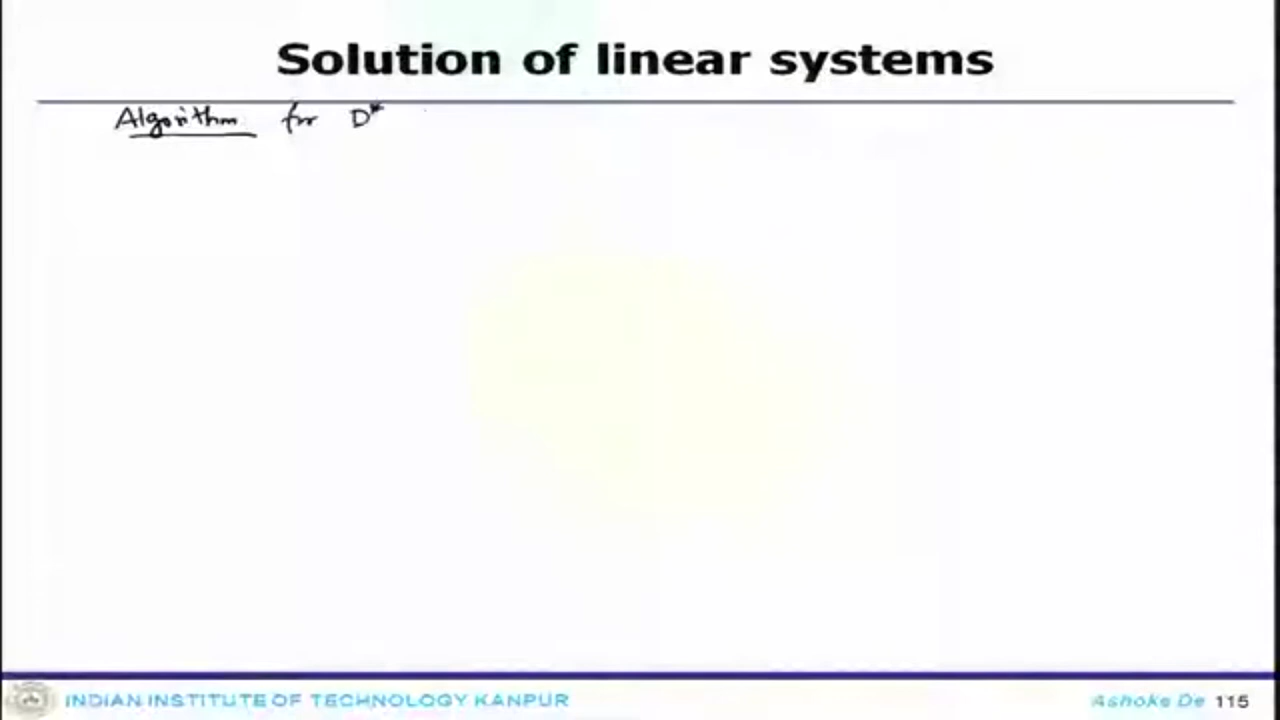 Solution of linear systems
Algorithm for D*
INDIAN INSTITUTE OF TECHNOLOGY KANPUR
Ashoke De 115